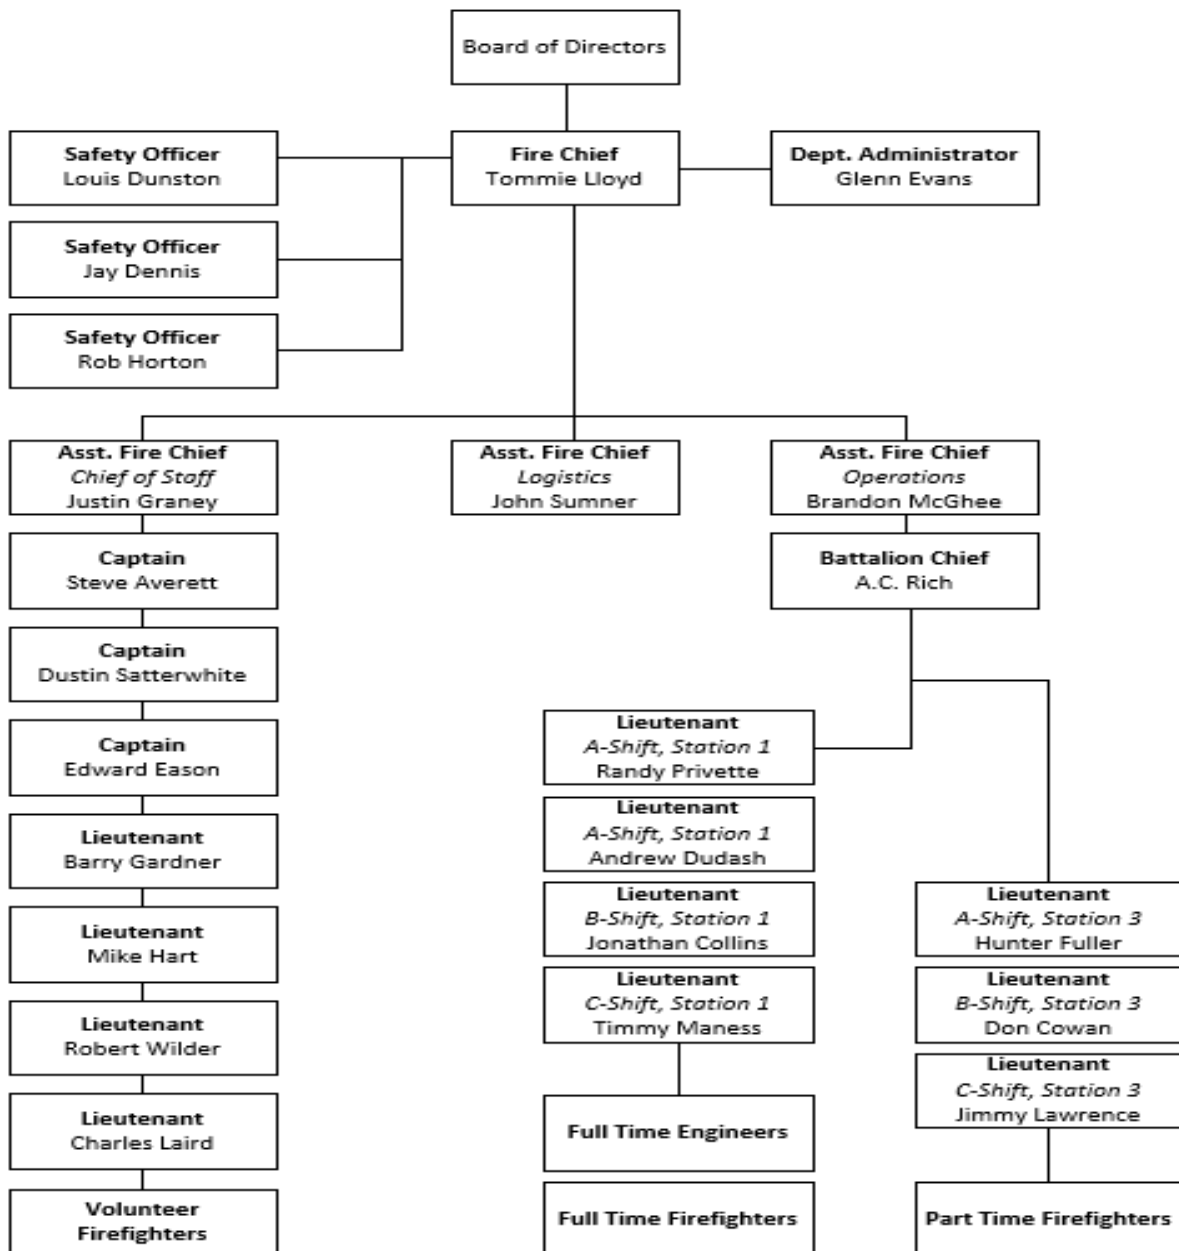 Board of Directors
Safety Officer
Louis Dunston
Fire Chief
Tommie Lloyd
Dept. Administrator
Glenn Evans
Safety Officer
Jay Dennis
Safety Officer
Rob Horton
Asst. Fire Chief
Chief of Staff
Justin Graney
Asst. Fire Chief
Logistics
John Sumner
Asst. Fire Chief
Operations
Brandon McGhee
Captain
Steve Averett
Battalion Chief
A.C. Rich
Captain
Dustin Satterwhite
Captain
Edward Eason
Lieutenant
Barry Gardner
Lieutenant
Mike Hart
Lieutenant
Robert Wilder
Lieutenant
Charles Laird
Volunteer
Firefighters
Lieutenant
A-Shift, Station 1
Randy Privette
Lieutenant
A-Shift, Station 1
Andrew Dudash
Lieutenant
B-Shift, Station 1
Jonathan Collins
Lieutenant
C-Shift, Station 1
Timmy Maness
Full Time Engineers
Full Time Firefighters
Lieutenant
A-Shift, Station 3
Hunter Fuller
Lieutenant
B-Shift, Station 3
Don Cowan
Lieutenant
C-Shift, Station 3
Jimmy Lawrence
Part Time Firefighters